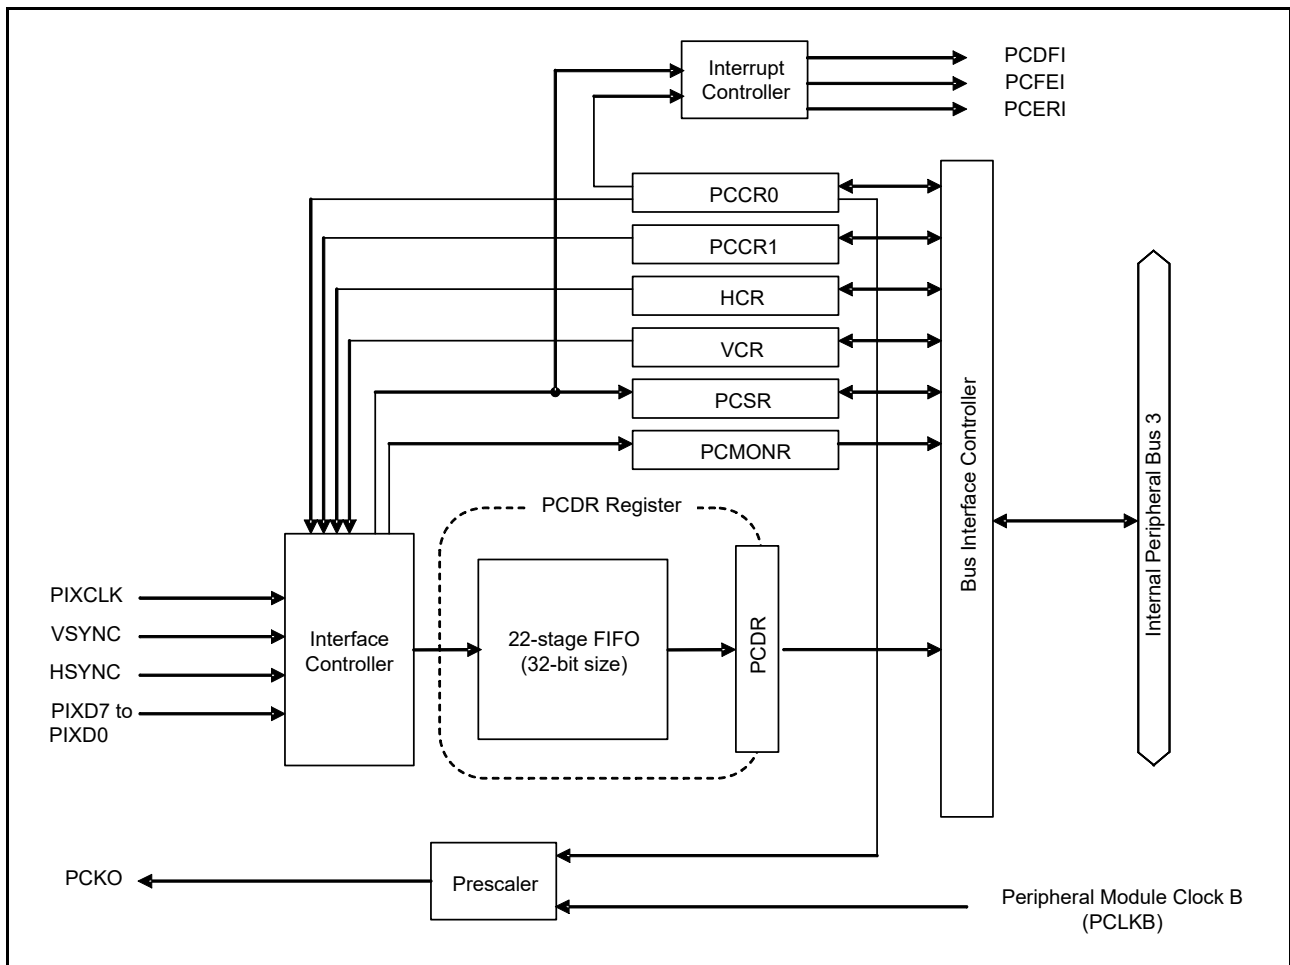 Interrupt
Controller
PCDFI
PCFEI
PCERI
PCCR0
PCCR1
HCR
VCR
PCSR
PCMONR
Bus Interface Controller
Internal Peripheral Bus 3
PCDR Register
PIXCLK
VSYNC
HSYNC
PIXD7 to
PIXD0
Interface
Controller
22-stage FIFO
(32-bit size)
PCDR
PCKO
Prescaler
Peripheral Module Clock B
(PCLKB)